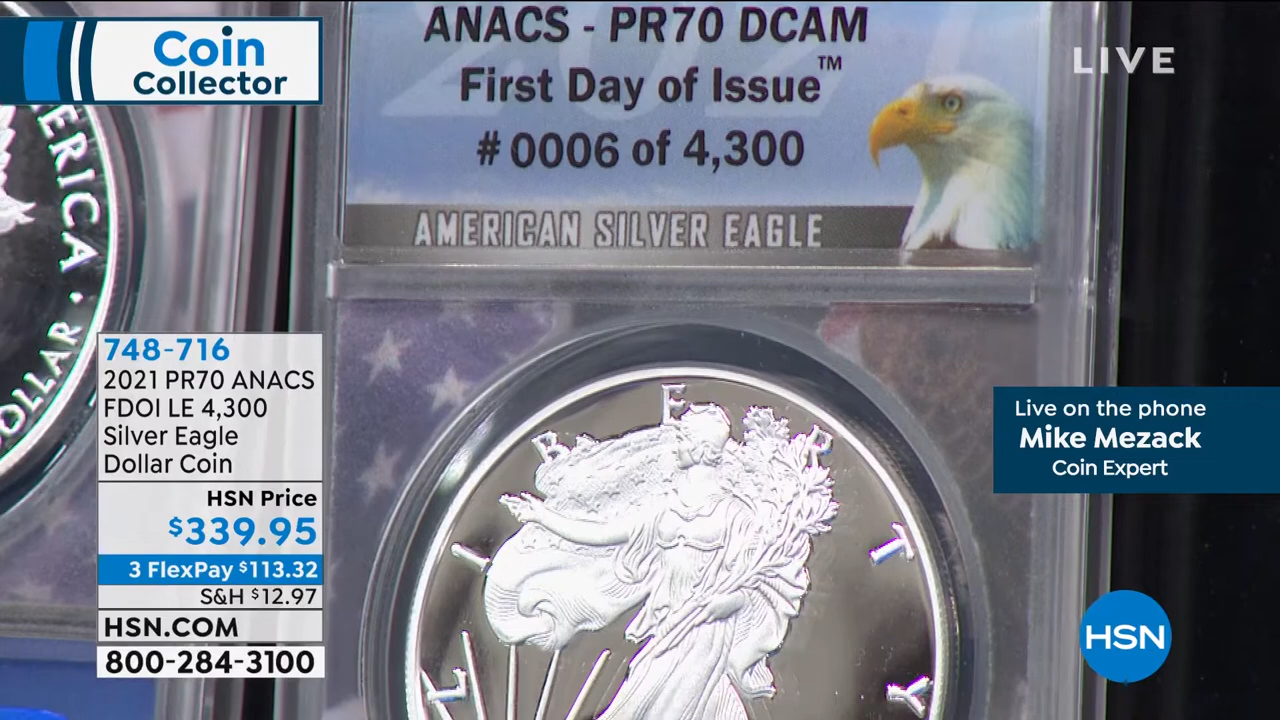 Coin
Collector
ANACS - PR70 DCAM
First Day of Issue™
# 0006 of 4,300
AMERICAN SILVER EAGLE
LIVE
ERICA · 
OLLAR
748-716
2021 PR70 ANACS
FDOI LE 4,300
Silver Eagle
Dollar Coin
HSN Price
$339.95
3 FlexPay $113.32
S&H $12.97
HSN.COM
800-284-3100
Live on the phone
Mike Mezack
Coin Expert
HSN
LIBERTY